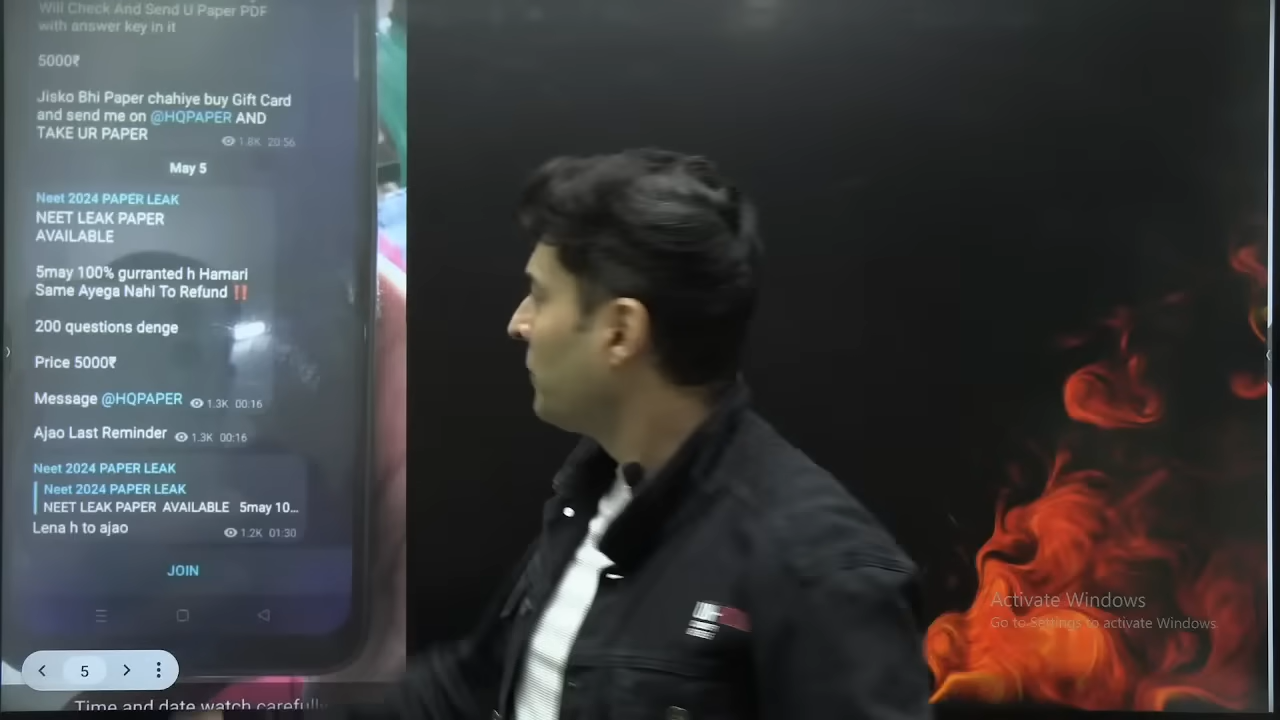 Will Check And Send U Paper PDF
with answer key in it
5000₹
Jisko Bhi Paper chahiye buy Gift Card
and send me on @HQPAPER AND
TAKE UR PAPER
1.8K 20:56
May 5
Neet 2024 PAPER LEAK
NEET LEAK PAPER
AVAILABLE
5may 100% gurranted h Hamari
Same Ayega Nahi To Refund ‼️
200 questions denge
Price 5000₹
Message @HQPAPER 1.3K 00:16
Ajao Last Reminder 1.3K 00:16
Neet 2024 PAPER LEAK
Neet 2024 PAPER LEAK
NEET LEAK PAPER AVAILABLE 5may 10...
Lena h to ajao
1.2K 01:30
JOIN
5
Time and date watch carefully
Activate Windows
Go to Settings to activate Windows.